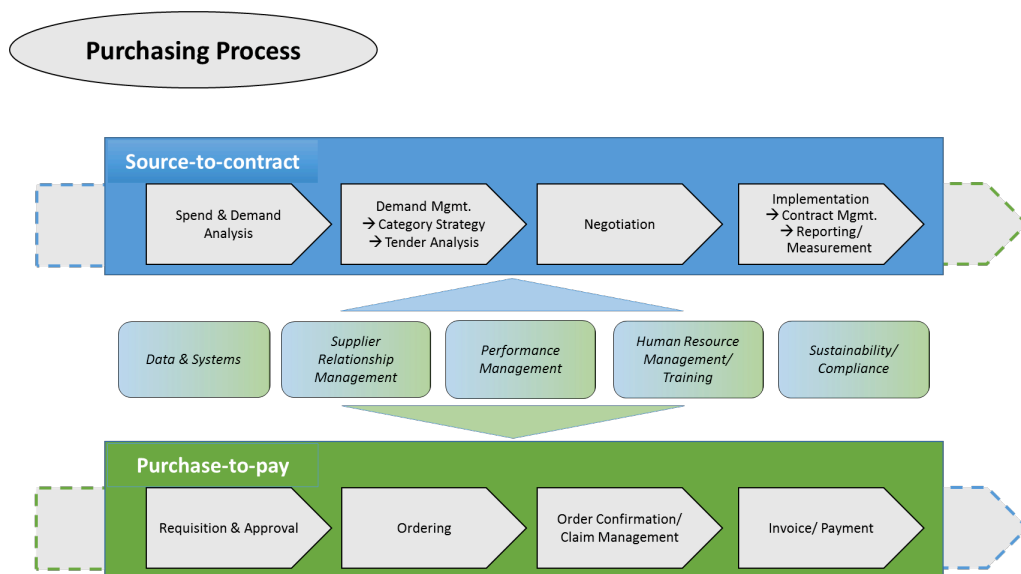 Purchasing Process
Source-to-contract
Spend & Demand
Analysis
Demand Mgmt.
→ Category Strategy
→ Tender Analysis
Negotiation
Implementation
→ Contract Mgmt.
→ Reporting/
Measurement
Data & Systems
Supplier
Relationship
Management
Performance
Management
Human Resource
Management/
Training
Sustainability/
Compliance
Purchase-to-pay
Requisition & Approval
Ordering
Order Confirmation/
Claim Management
Invoice/ Payment